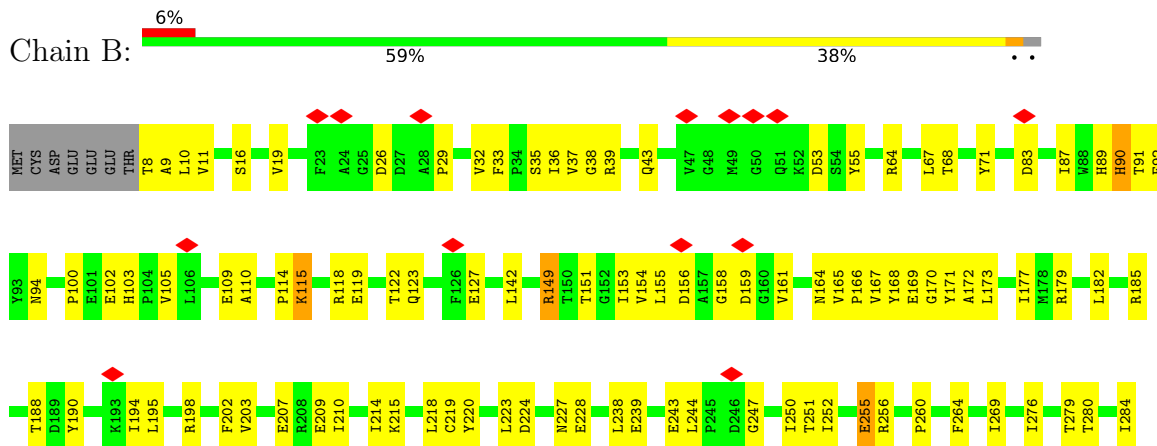 6%
Chain B:
59% 38% • •
MET CYS ASP GLU GLU GLU THR T8 A9 L10 V11 S16 V19 F23 A24 G25 D26 D27 A28 P29 V32 F33 P34 S35 I36 V37 G38 R39 Q43 V47 G48 M49 G50 Q51 K52 D53 S54 Y55 R64 L67 T68 Y71 D83 I87 W88 H89 H90 T91 F92
Y93 N94 P100 E101 E102 H103 P104 V105 L106 E109 A110 P114 K115 R118 E119 T122 Q123 F126 E127 L142 R149 T150 T151 G152 I153 V154 L155 D156 A157 G158 D159 G160 V161 N164 V165 P166 V167 Y168 E169 G170 Y171 A172 L173 I177 M178 R179 L182 R185
T188 D189 Y190 K193 I194 L195 R198 F202 V203 E207 R208 E209 I210 I214 K215 L218 C219 Y220 L223 D224 N227 E228 L238 E239 E243 L244 P245 D246 G247 I250 T251 I252 E255 R256 P260 F264 I269 I276 T279 T280 I284